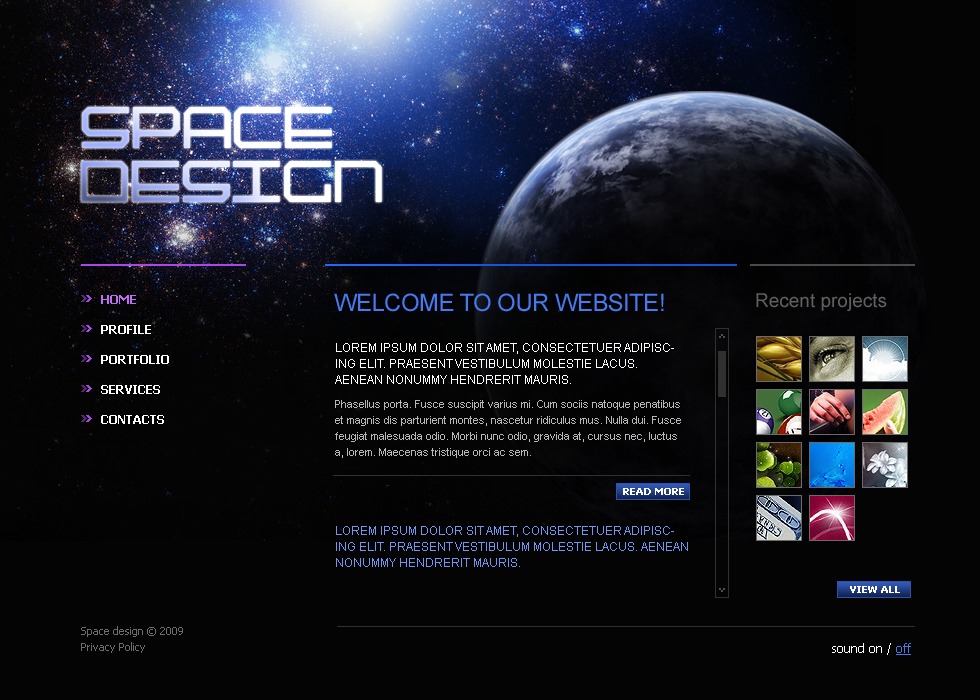 SPACE
DESIGN
HOME
PROFILE
PORTFOLIO
SERVICES
CONTACTS
WELCOME TO OUR WEBSITE!
LOREM IPSUM DOLOR SIT AMET, CONSECTETUER ADIPISC-
ING ELIT. PRAESENT VESTIBULUM MOLESTIE LACUS.
AENEAN NONUMMY HENDRERIT MAURIS.
Phasellus porta. Fusce suscipit varius mi. Cum sociis natoque penatibus
et magnis dis parturient montes, nascetur ridiculus mus. Nulla dui. Fusce
feugiat malesuada odio. Morbi nunc odio, gravida at, cursus nec, luctus
a, lorem. Maecenas tristique orci ac sem.
READ MORE
LOREM IPSUM DOLOR SIT AMET, CONSECTETUER ADIPISC-
ING ELIT. PRAESENT VESTIBULUM MOLESTIE LACUS. AENEAN
NONUMMY HENDRERIT MAURIS.
Recent projects
VIEW ALL
Space design © 2009
Privacy Policy
sound on / off